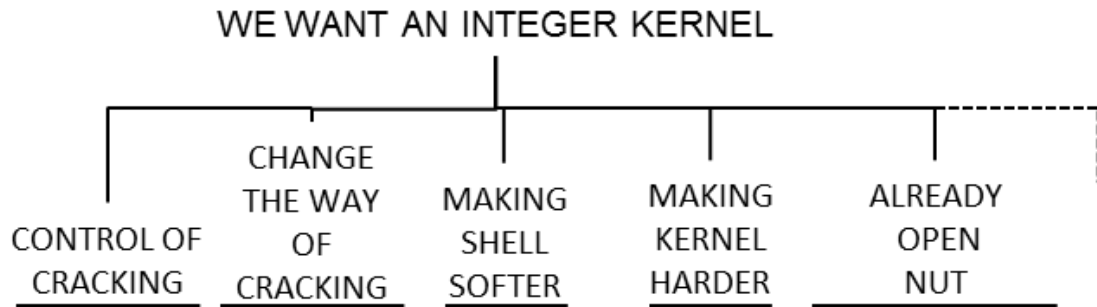 WE WANT AN INTEGER KERNEL
CONTROL OF
CRACKING
CHANGE
THE WAY
OF
CRACKING
MAKING
SHELL
SOFTER
MAKING
KERNEL
HARDER
ALREADY
OPEN
NUT